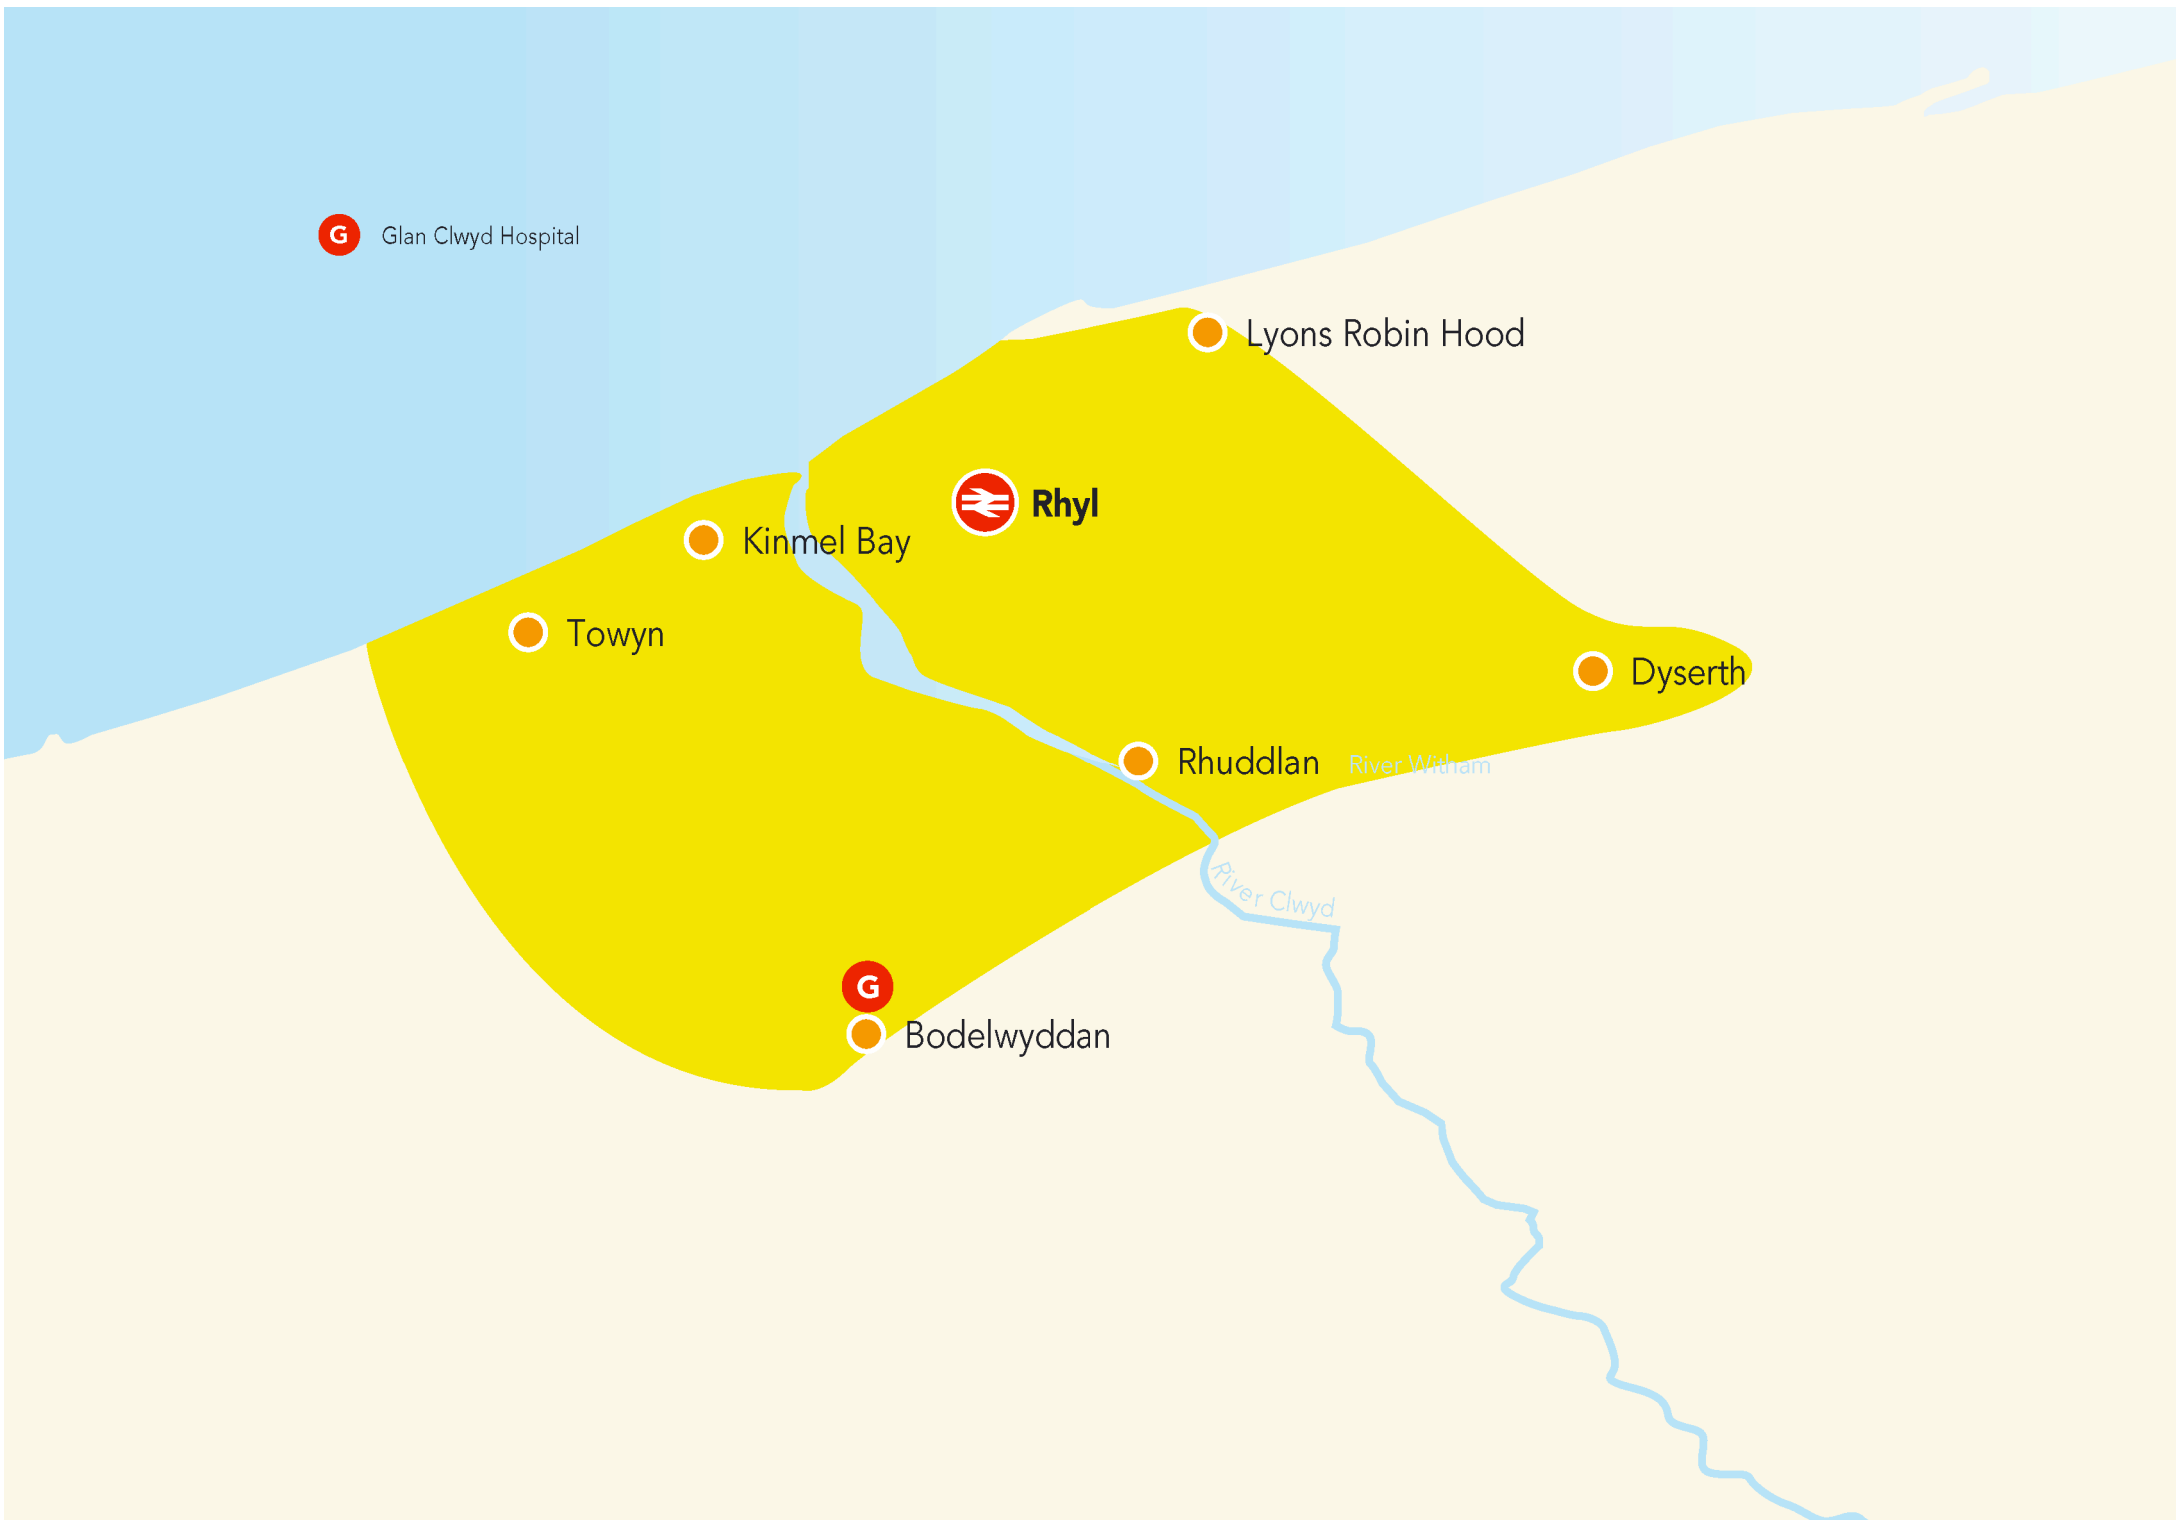 G Glan Clwyd Hospital
Lyons Robin Hood
Rhyl
Kinmel Bay
Towyn
Dyserth
Rhuddlan
River Witham
River Clwyd
G
Bodelwyddan